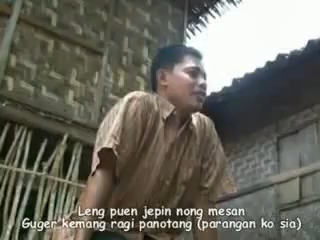 Leng puen jepin nong mesan
Guger kemang ragi panotang (parangan ko sia)